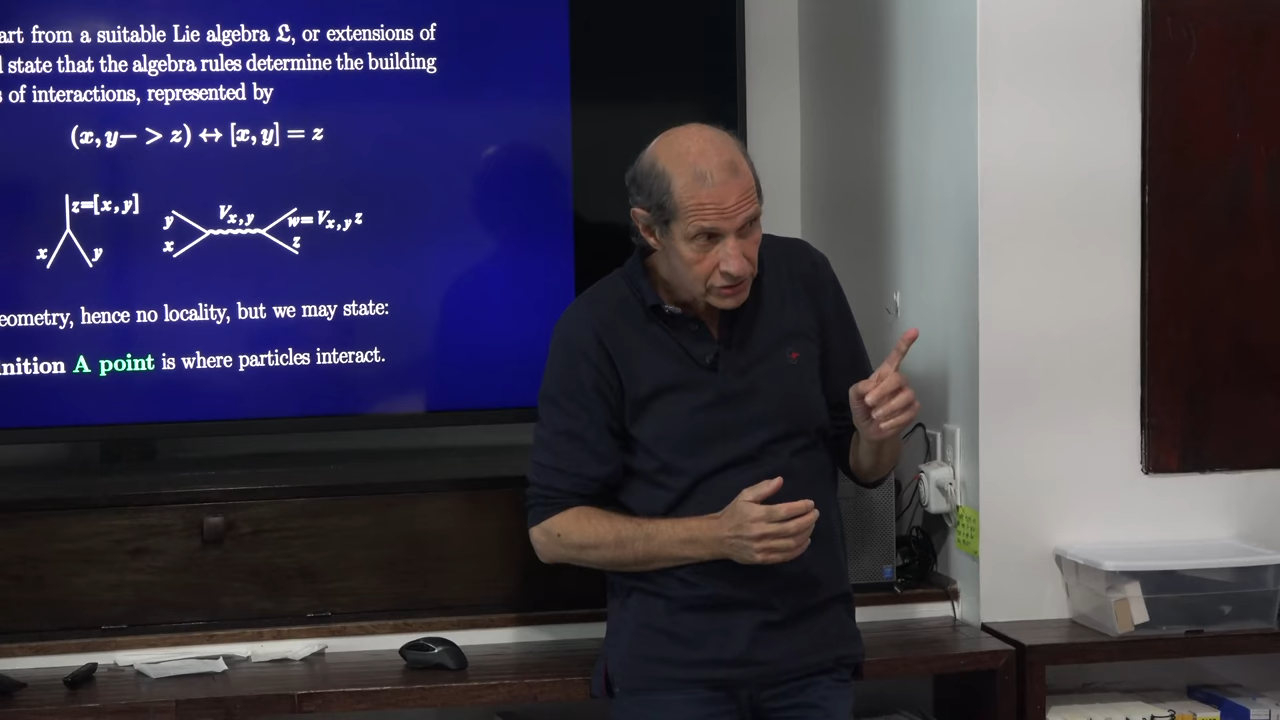 art from a suitable Lie algebra 𝕷, or extensions of
state that the algebra rules determine the building
s of interactions, represented by
(x, y− > z) ↔ [x, y] = z
z=[x,y]
x
y
y
x
V_{x,y}
w=V_{x,y} z
z
eometry, hence no locality, but we may state:
nition A point is where particles interact.